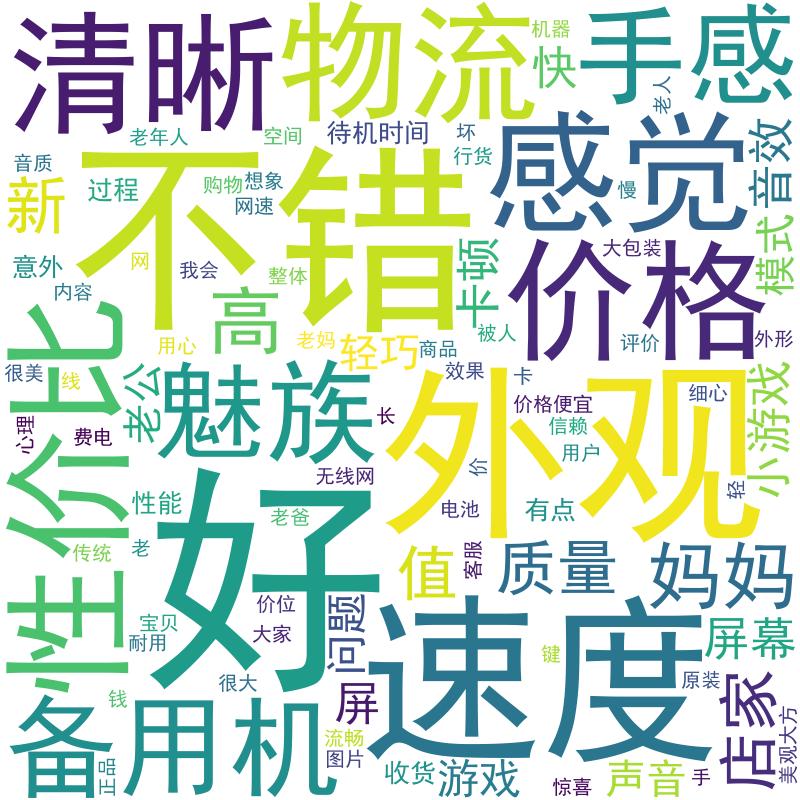 清晰
物流
机器
快
手感
老人
老年人
空间
待机时间
坏
行货
感觉
慢
音效
音质
新
过程
购物
想象
网速
不错
网
我会
整体
意外
内容
高
卡顿
大包装
价格
模式
被人
评价
外形
用心
老妈
轻巧
商品
很美
线
老公
魅族
效果
卡
价格便宜
细心
小游戏
性价比
心理
费电
长
信赖
用户
外观
无线网
价
轻
电池
有点
性能
老爸
好
传统
老
值
客服
质量
妈妈
宝贝
耐用
价位
大家
问题
速度
键
屏幕
原装
钱
很大
屏
店家
美观大方
备用机
正品
流畅
图片
收货
游戏
惊喜
声音
手